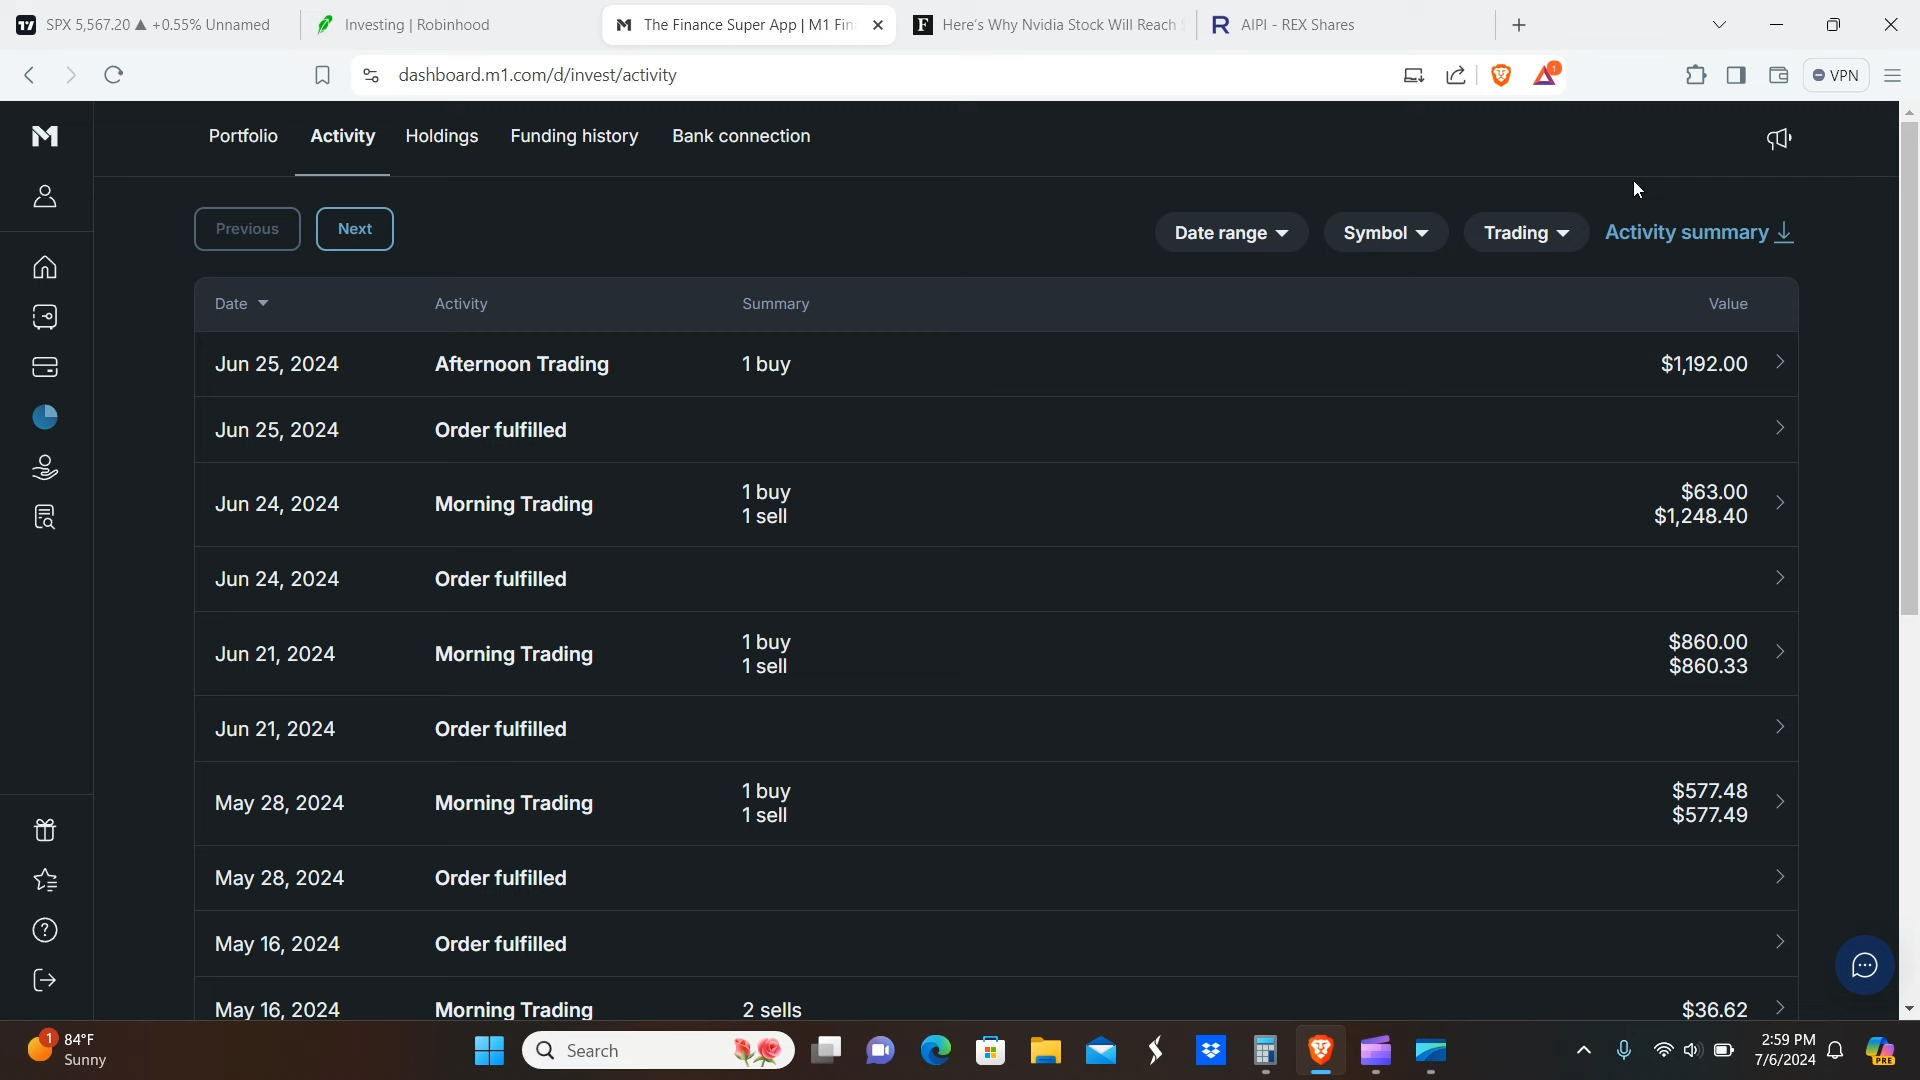 SPX 5,567.20 ▲ +0.55% Unnamed
Investing | Robinhood
The Finance Super App | M1 Fin
Here's Why Nvidia Stock Will Reach
AIPI - REX Shares
dashboard.m1.com/d/invest/activity
1
VPN
Portfolio Activity Holdings Funding history Bank connection
Previous Next Date range Symbol Trading Activity summary
Date Activity Summary Value
Jun 25, 2024 Afternoon Trading 1 buy $1,192.00
Jun 25, 2024 Order fulfilled
Jun 24, 2024 Morning Trading 1 buy $63.00
1 sell $1,248.40
Jun 24, 2024 Order fulfilled
Jun 21, 2024 Morning Trading 1 buy $860.00
1 sell $860.33
Jun 21, 2024 Order fulfilled
May 28, 2024 Morning Trading 1 buy $577.48
1 sell $577.49
May 28, 2024 Order fulfilled
May 16, 2024 Order fulfilled
May 16, 2024 Morning Trading 2 sells $36.62
1
84°F
Sunny
Search
2:59 PM
7/6/2024
PRE